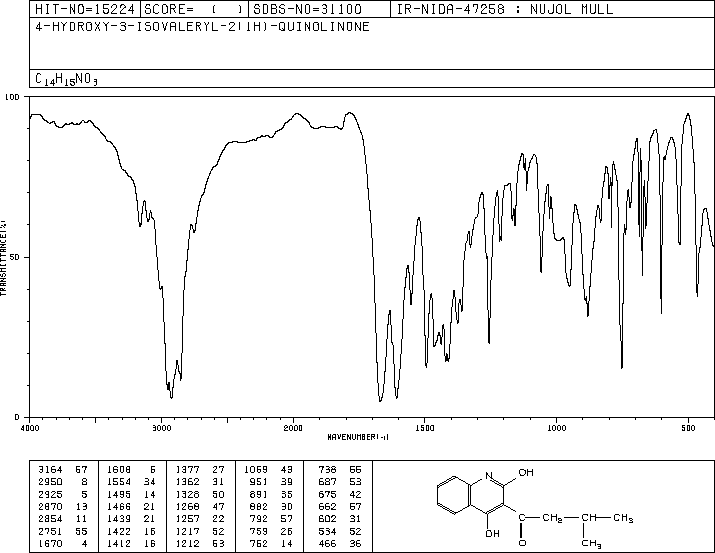 HIT-NO=15224 SCORE= ( ) SDBS-NO=31100 IR-NIDA-47258 : NUJOL MULL
4-HYDROXY-3-ISOVALERYL-2(1H)-QUINOLINONE
C14H15NO3
100
50
0
TRANSMITTANCE(%)
4000 3000 2000 1500 1000 500
WAVENUMBER(-1)
3164 57 1608 6 1377 27 1059 43 738 55
2950 8 1554 34 1362 31 951 39 687 53
2925 5 1495 14 1328 50 891 35 675 42
2870 13 1466 21 1268 47 882 30 662 57
2854 11 1439 21 1257 22 792 57 602 31
2751 55 1422 16 1217 52 759 26 534 52
1670 4 1412 16 1212 53 752 14 466 36
N OH
OH C CH2 CH CH3
O CH3